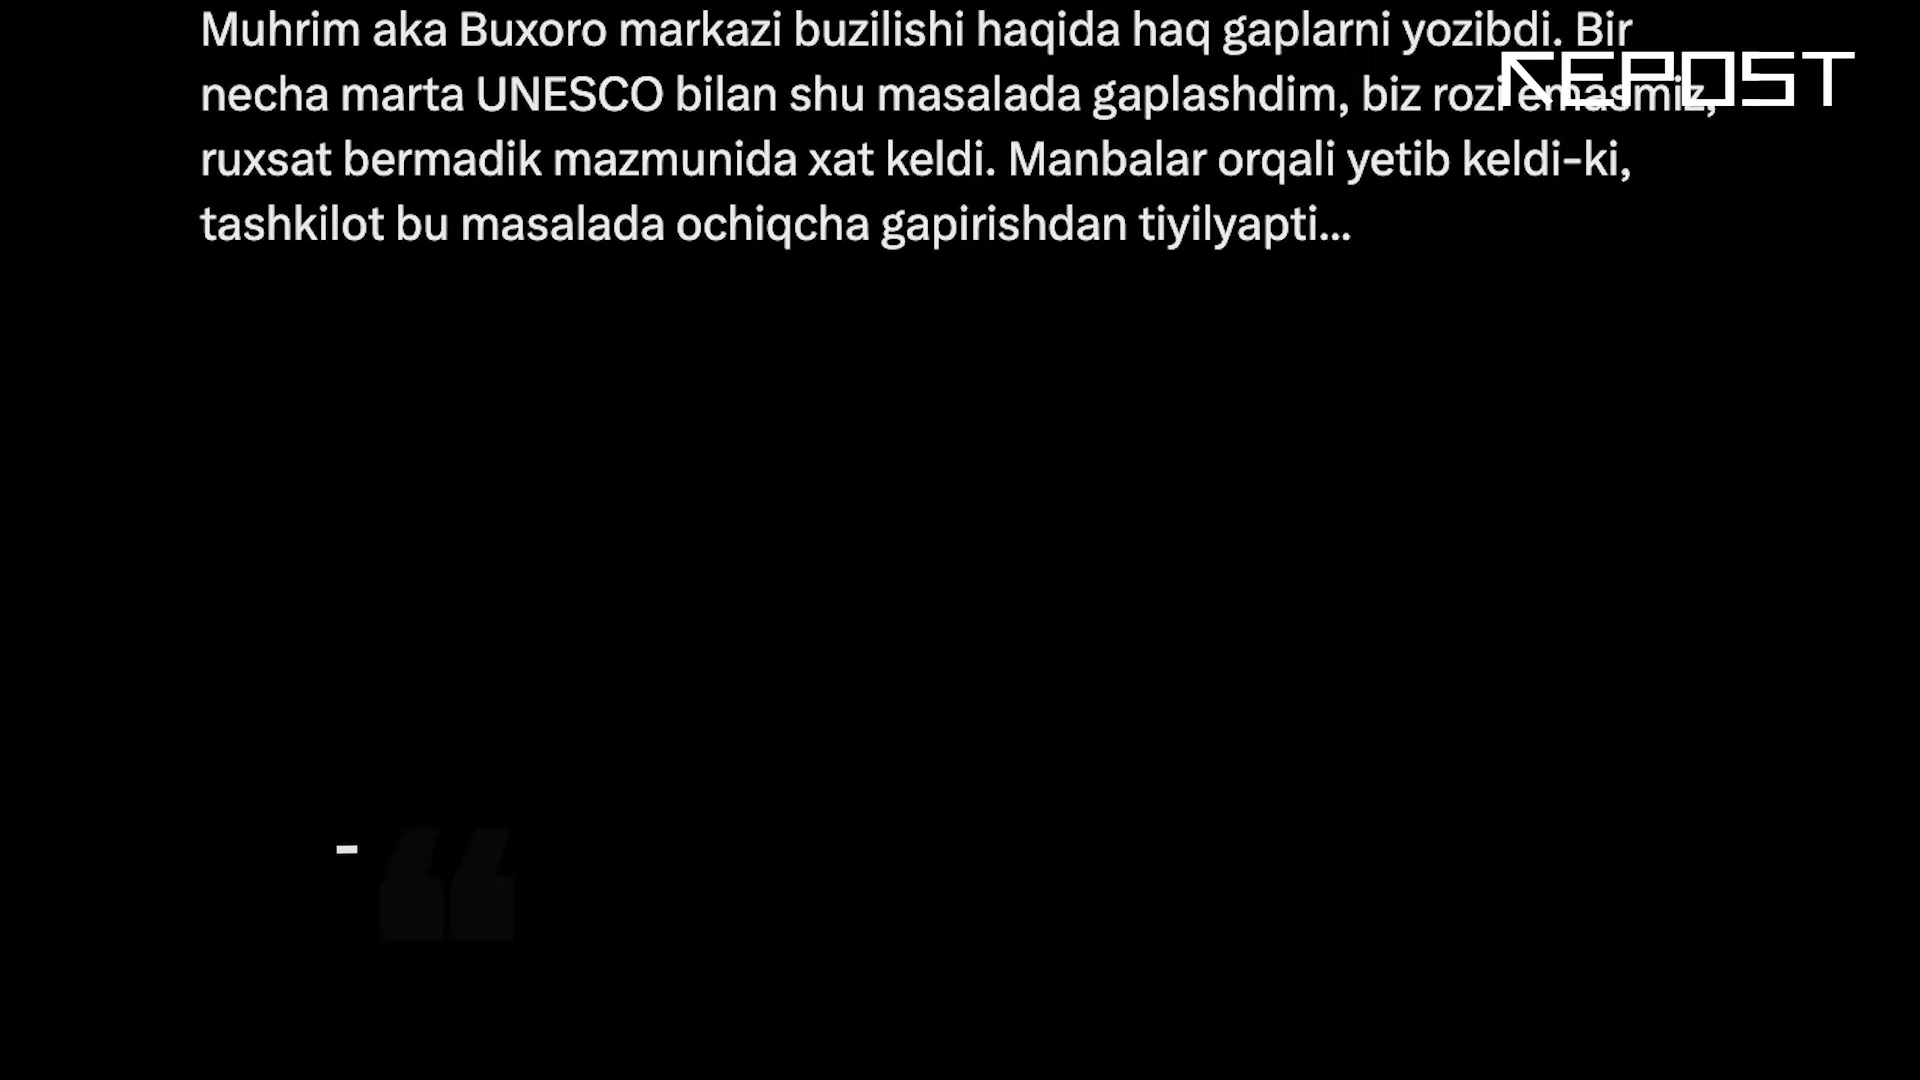 Muhrim aka Buxoro markazi buzilishi haqida haq gaplarni yozibdi. Bir
REPOST
necha marta UNESCO bilan shu masalada gaplashdim, biz rozi emasmiz,
ruxsat bermadik mazmunida xat keldi. Manbalar orqali yetib keldi-ki,
tashkilot bu masalada ochiqcha gapirishdan tiyilyapti...
-
“